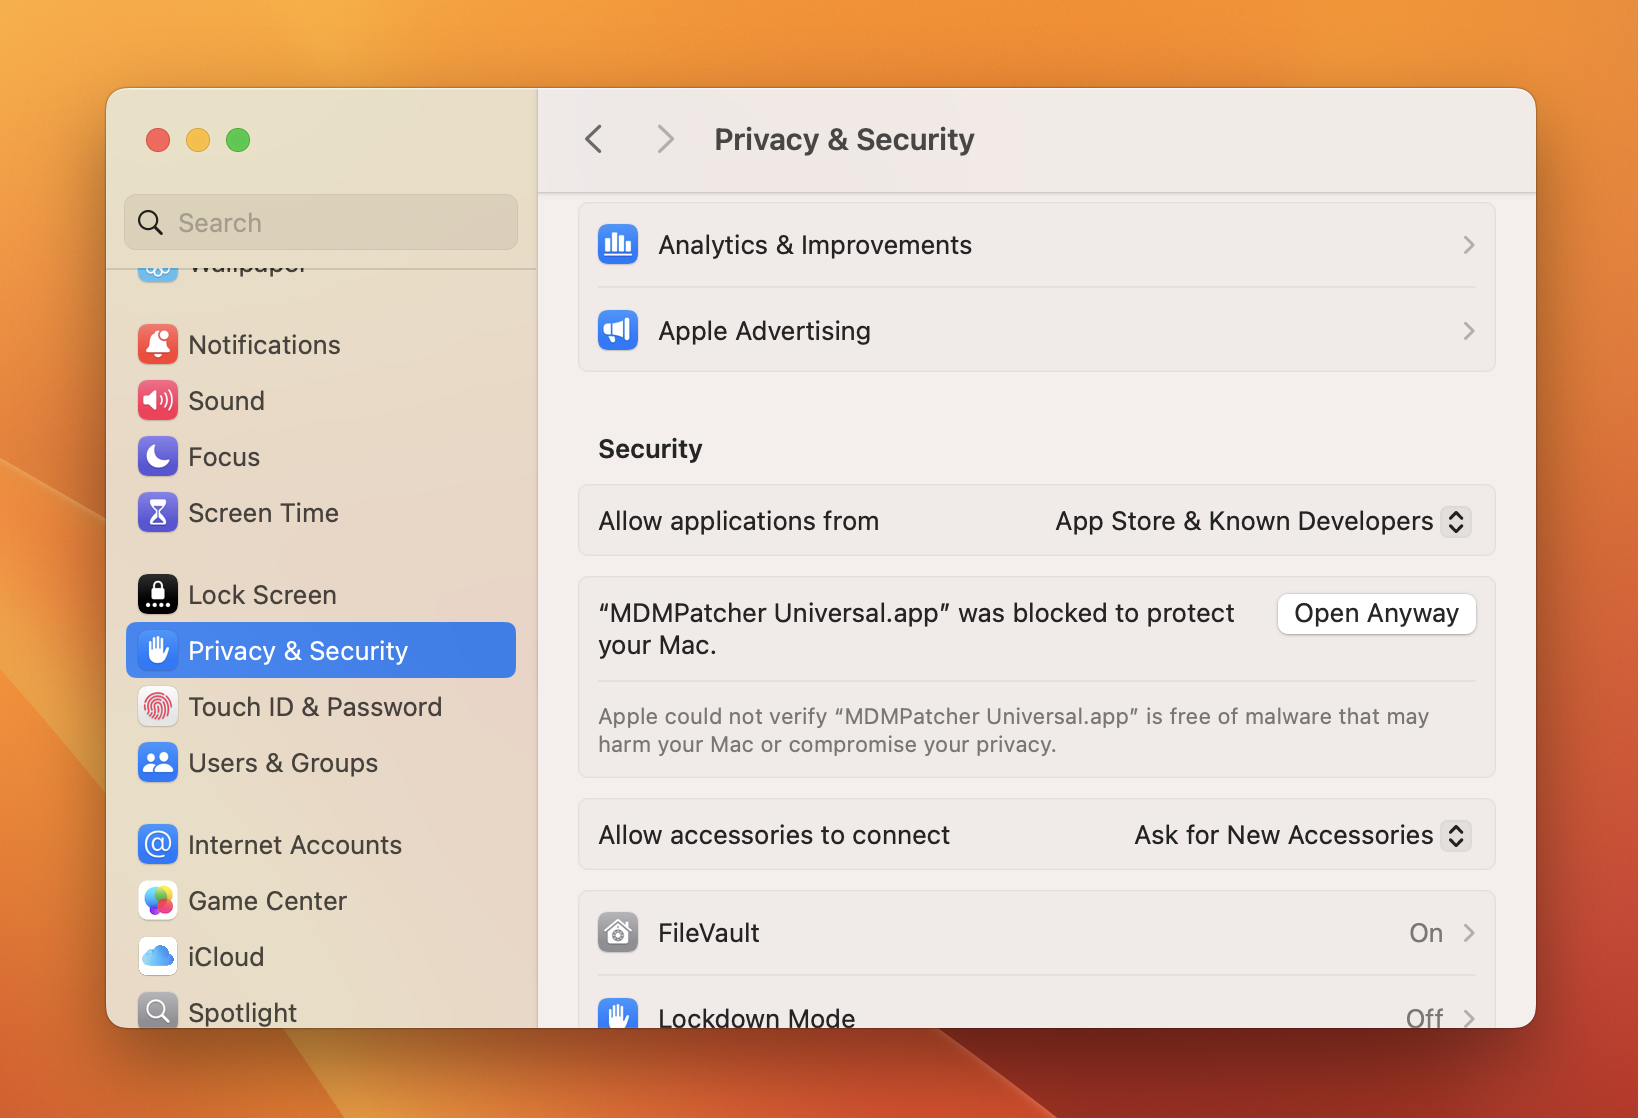 Privacy & Security
Search
Wallpaper
Notifications
Sound
Focus
Screen Time
Lock Screen
Privacy & Security
Touch ID & Password
Users & Groups
Internet Accounts
Game Center
iCloud
Spotlight
Analytics & Improvements
Apple Advertising
Security
Allow applications from
App Store & Known Developers
“MDMPatcher Universal.app” was blocked to protect
your Mac.
Open Anyway
Apple could not verify “MDMPatcher Universal.app” is free of malware that may
harm your Mac or compromise your privacy.
Allow accessories to connect
Ask for New Accessories
FileVault
On
Lockdown Mode
Off